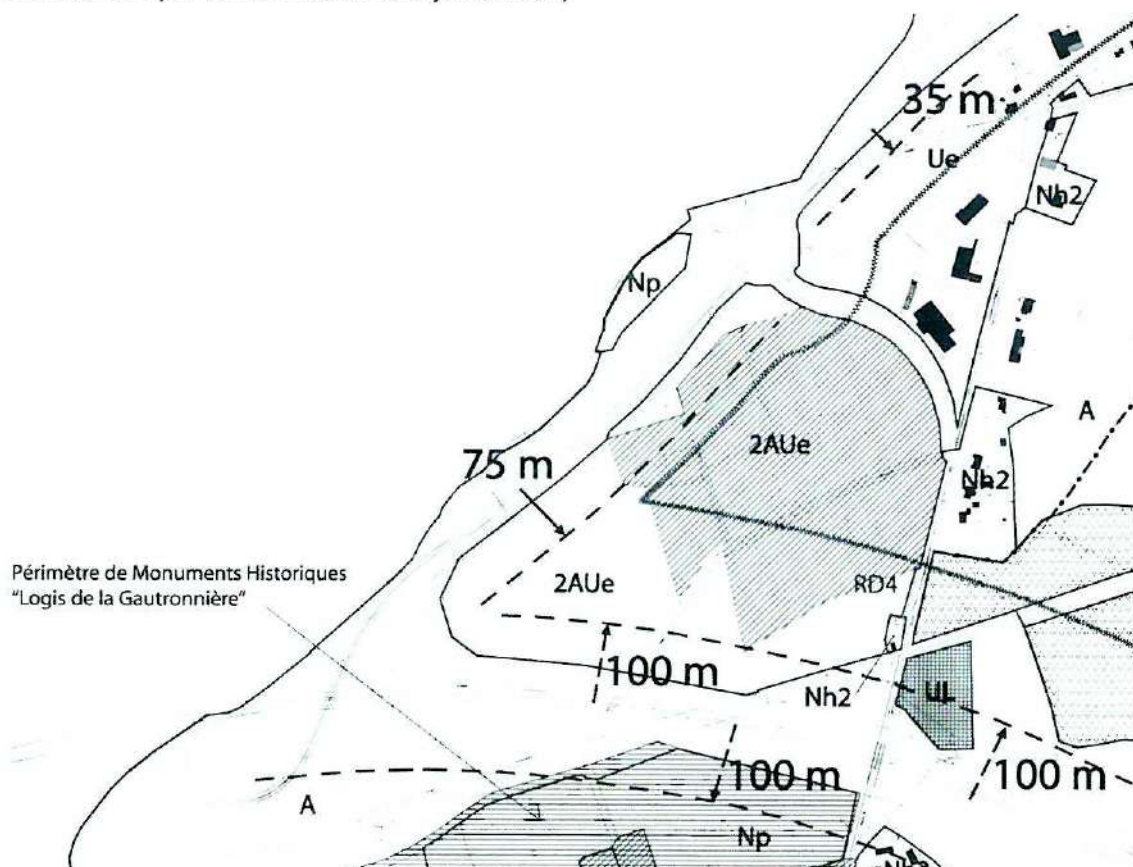 35 m
Ue
Nh2
Np
2AUe
A
75 m
Nh2
Périmètre de Monuments Historiques
"Logis de la Gautronnière"
2AUe
RD4
100 m
Nh2
UL
100 m
100 m
A
Np